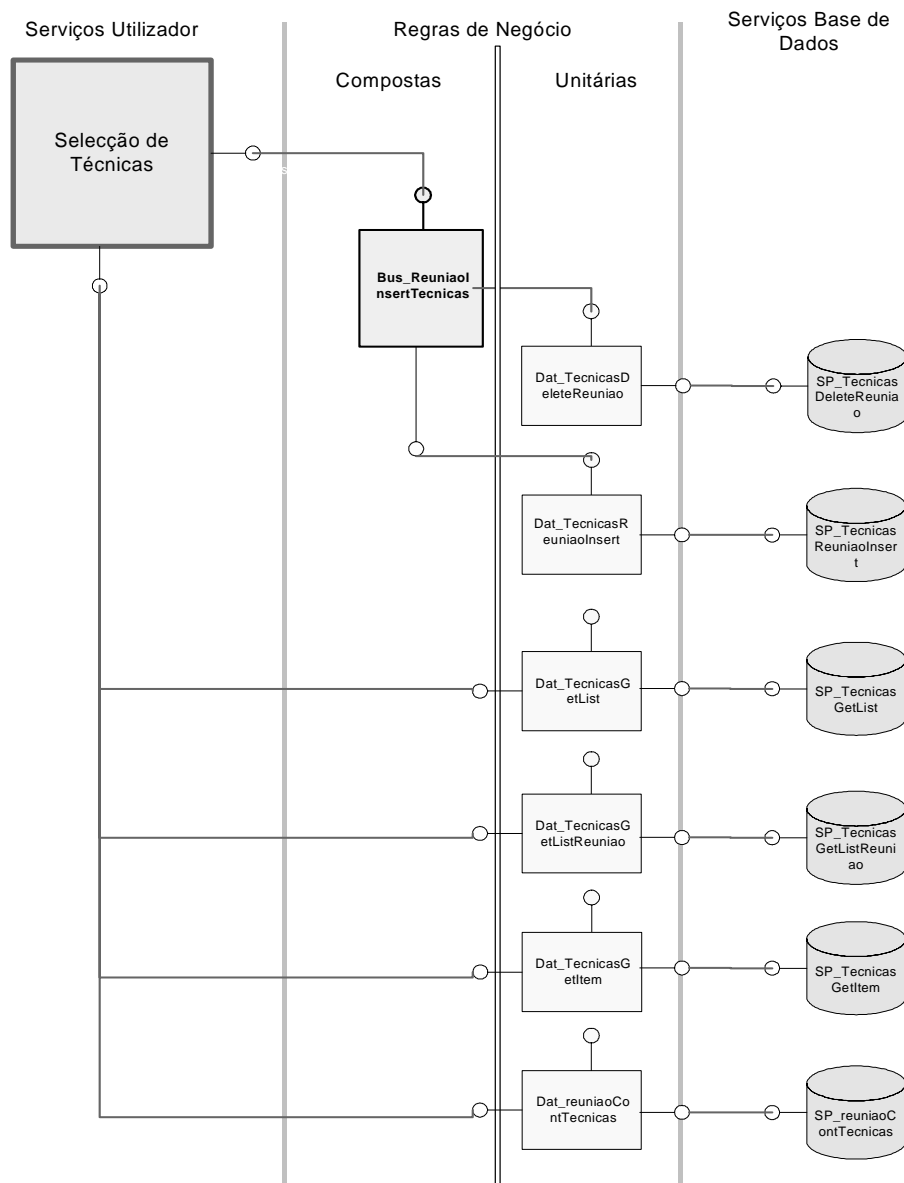 Serviços Utilizador
Regras de Negócio
Serviços Base de
Dados
Compostas
Unitárias
Selecção de
Técnicas
s
Bus_ReuniaoI
nsertTecnicas
Dat_TecnicasD
eleteReuniao
SP_Tecnicas
DeleteReunia
o
Dat_TecnicasR
euniaoInsert
SP_Tecnicas
ReuniaoInser
t
Dat_TecnicasG
etList
SP_Tecnicas
GetList
Dat_TecnicasG
etListReuniao
SP_Tecnicas
GetListReuni
ao
Dat_TecnicasG
etItem
SP_Tecnicas
GetItem
Dat_reuniaoCo
ntTecnicas
SP_reuniaoC
ontTecnicas